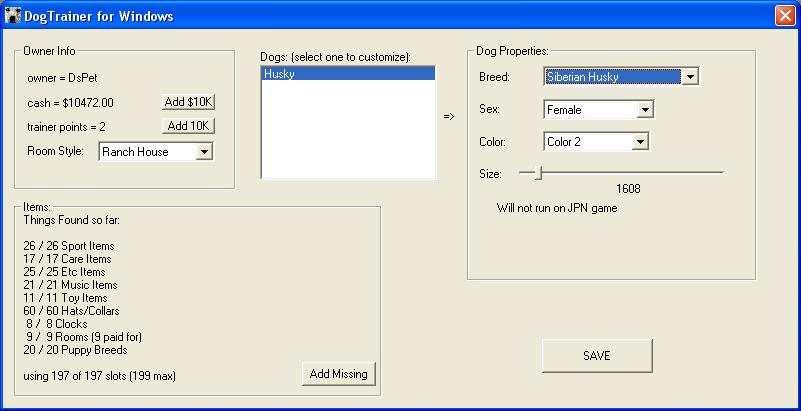 DogTrainer for Windows
Owner Info
owner = DsPet
cash = $10472.00
Add $10K
trainer points = 2
Add 10K
Room Style:
Ranch House
Dogs: (select one to customize):
Husky
=>
Dog Properties:
Breed:
Siberian Husky
Sex:
Female
Color:
Color 2
Size:
1608
Will not run on JPN game
Items:
Things Found so far:
26 / 26 Sport Items
17 / 17 Care Items
25 / 25 Etc Items
21 / 21 Music Items
11 / 11 Toy Items
60 / 60 Hats/Collars
8 / 8 Clocks
9 / 9 Rooms (9 paid for)
20 / 20 Puppy Breeds
using 197 of 197 slots (199 max)
Add Missing
SAVE